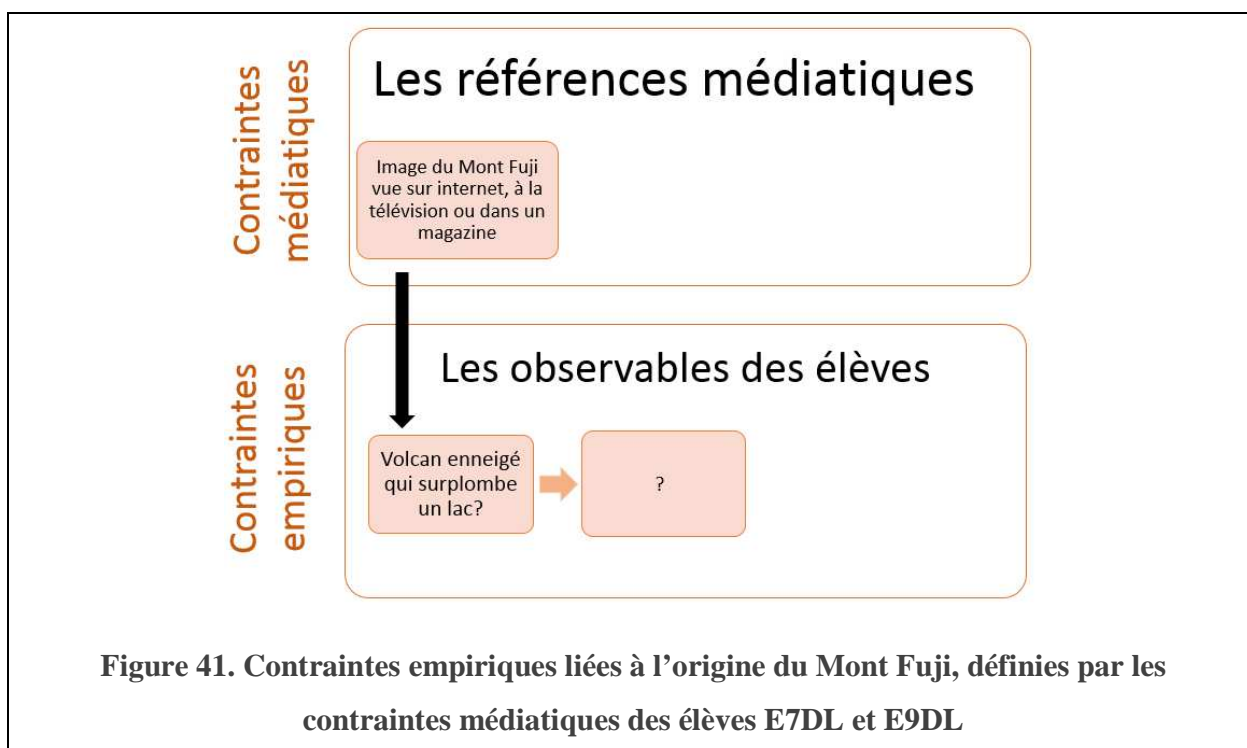 Contraintes
médiatiques
Les références médiatiques
Image du Mont Fuji
vue sur internet, à la
télévision ou dans un
magazine
Contraintes
empiriques
Les observables des élèves
Volcan enneigé
qui surplombe
un lac?
?
Figure 41. Contraintes empiriques liées à l’origine du Mont Fuji, définies par les
contraintes médiatiques des élèves E7DL et E9DL